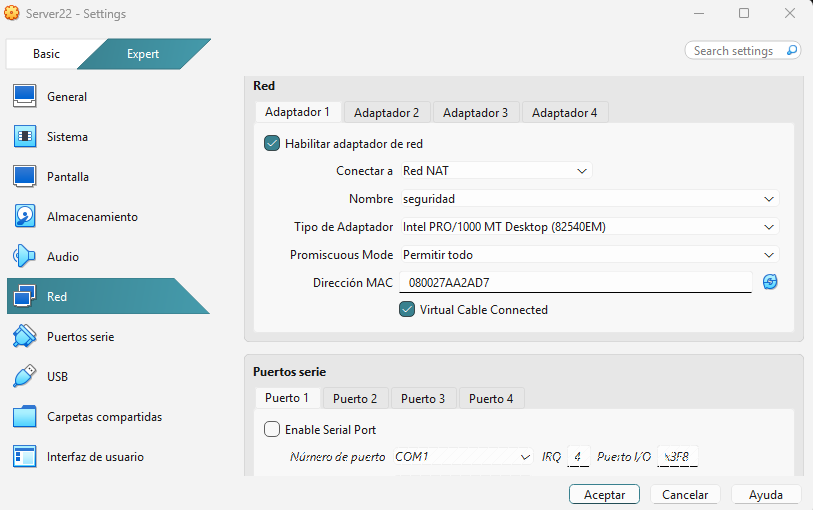 Server22 - Settings
Basic Expert Search settings
General
Sistema
Pantalla
Almacenamiento
Audio
Red
Puertos serie
USB
Carpetas compartidas
Interfaz de usuario
Red
Adaptador 1 Adaptador 2 Adaptador 3 Adaptador 4
Habilitar adaptador de red
Conectar a Red NAT
Nombre seguridad
Tipo de Adaptador Intel PRO/1000 MT Desktop (82540EM)
Promiscuous Mode Permitir todo
Dirección MAC 080027AA2AD7
Virtual Cable Connected
Puertos serie
Puerto 1 Puerto 2 Puerto 3 Puerto 4
Enable Serial Port
Número de puerto COM1 IRQ 4 Puerto I/O
Aceptar Cancelar Ayuda